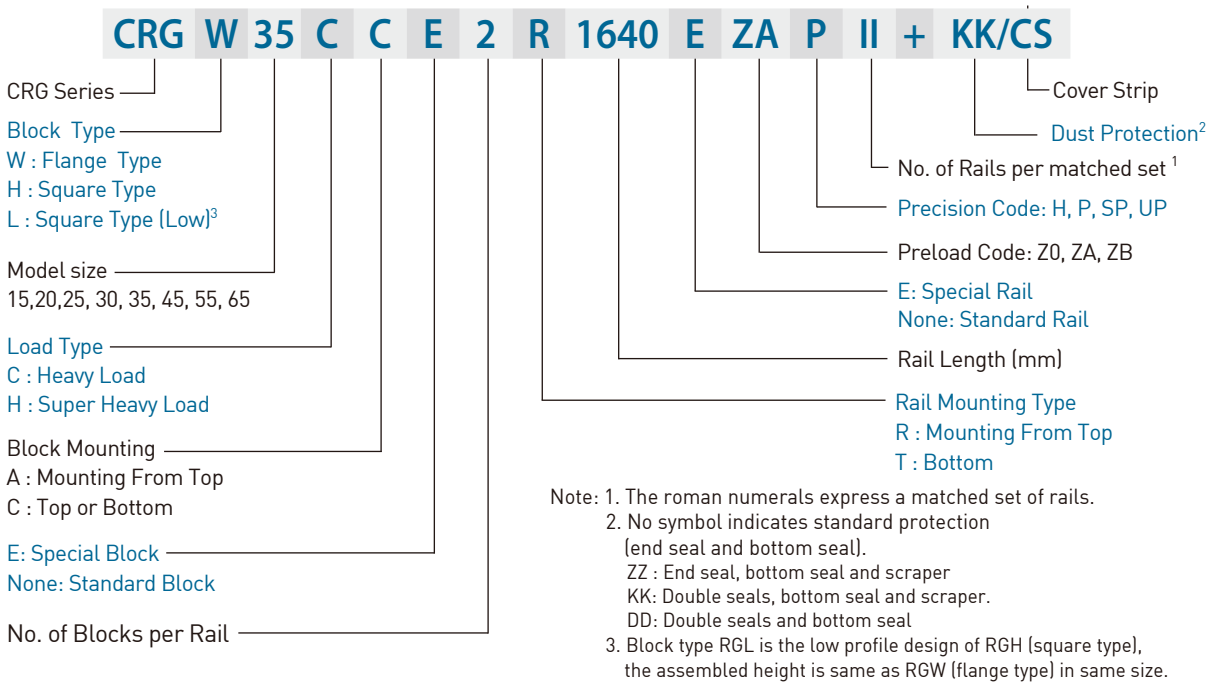 CRG W 35 C C E 2 R 1640 E ZA P II + KK/CS
CRG Series
Block Type
W : Flange Type
H : Square Type
L : Square Type (Low)3
Model size
15,20,25, 30, 35, 45, 55, 65
Load Type
C : Heavy Load
H : Super Heavy Load
Block Mounting
A : Mounting From Top
C : Top or Bottom
E: Special Block
None: Standard Block
No. of Blocks per Rail
Cover Strip
Dust Protection2
No. of Rails per matched set 1
Precision Code: H, P, SP, UP
Preload Code: Z0, ZA, ZB
E: Special Rail
None: Standard Rail
Rail Length (mm)
Rail Mounting Type
R : Mounting From Top
T : Bottom
Note: 1. The roman numerals express a matched set of rails.
2. No symbol indicates standard protection
(end seal and bottom seal).
ZZ : End seal, bottom seal and scraper
KK: Double seals, bottom seal and scraper.
DD: Double seals and bottom seal
3. Block type RGL is the low profile design of RGH (square type),
the assembled height is same as RGW (flange type) in same size.